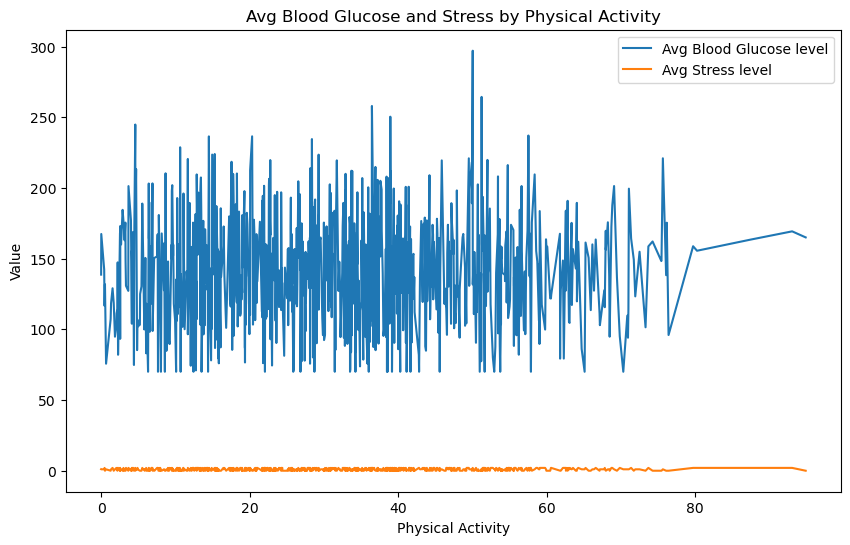 Avg Blood Glucose and Stress by Physical Activity
Avg Blood Glucose level
Avg Stress level
Value
300
250
200
150
100
50
0
0 20 40 60 80
Physical Activity